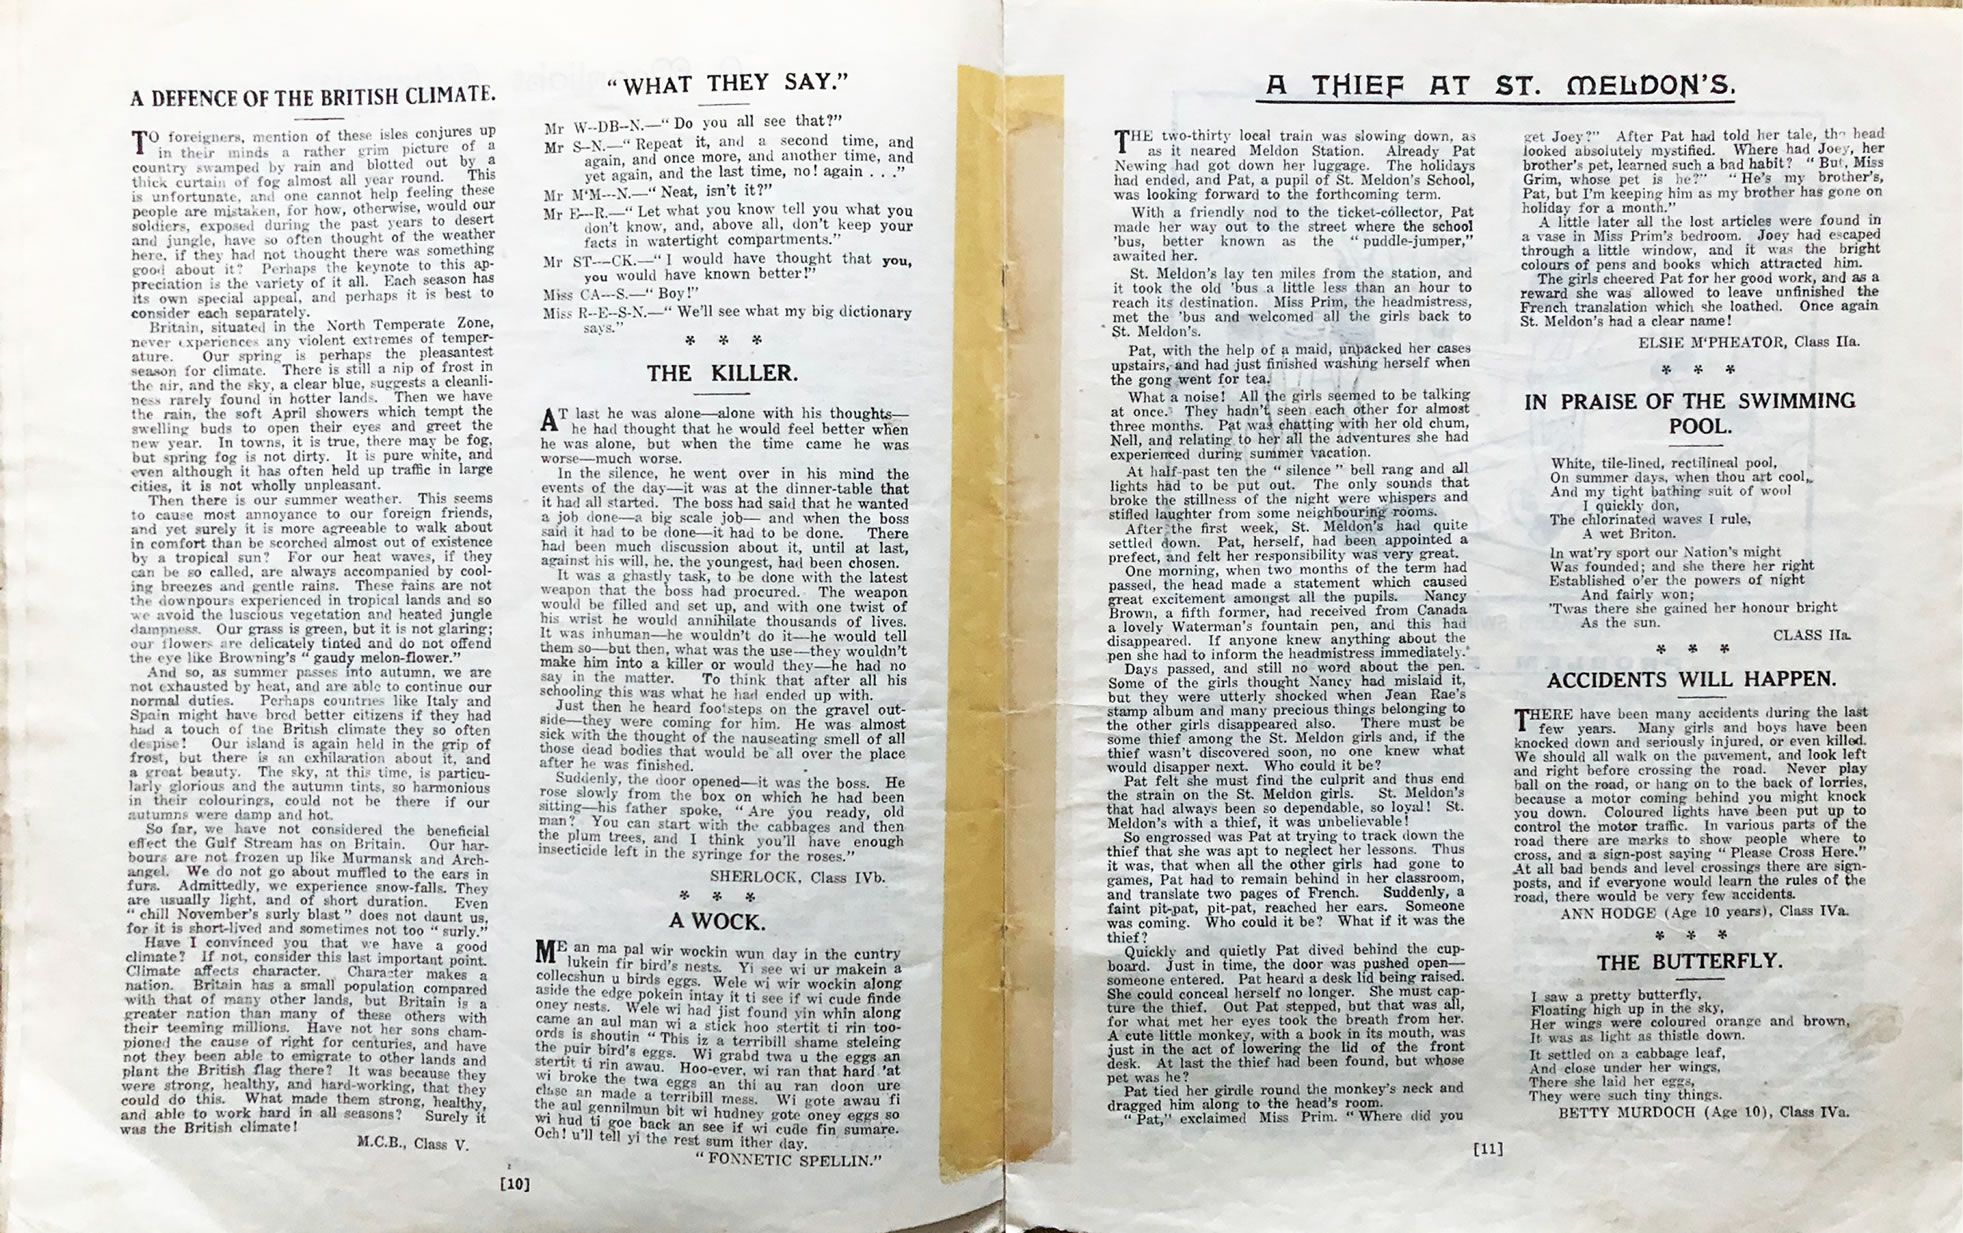 A DEFENCE OF THE BRITISH CLIMATE.
TO foreigners, mention of these isles conjures up
in their minds a rather grim picture of a
country swamped by rain and blotted out by a
thick curtain of fog almost all year round. This
is unfortunate, and one cannot help feeling these
people are mistaken, for how, otherwise, would our
soldiers, exposed during the past years to desert
and jungle, have so often thought of the weather
here, if they had not thought there was something
good about it? Perhaps the keynote to this ap-
preciation is the variety of it all. Each season has
its own special appeal, and perhaps it is best to
consider each separately.
Britain, situated in the North Temperate Zone,
never experiences any violent extremes of temper-
ature. Our spring is perhaps the pleasantest
season for climate. There is still a nip of frost in
the air, and the sky, a clear blue, suggests a cleanli-
ness rarely found in hotter lands. Then we have
the rain, the soft April showers which tempt the
swelling buds to open their eyes and greet the
new year. In towns, it is true, there may be fog,
but spring fog is not dirty. It is pure white, and
even although it has often held up traffic in large
cities, it is not wholly unpleasant.
Then there is our summer weather. This seems
to cause most annoyance to our foreign friends,
and yet surely it is more agreeable to walk about
in comfort than be scorched almost out of existence
by a tropical sun? For our heat waves, if they
can be so called, are always accompanied by cool-
ing breezes and gentle rains. These rains are not
the downpours experienced in tropical lands and so
we avoid the luscious vegetation and heated jungle
dampness. Our grass is green, but it is not glaring;
our flowers are delicately tinted and do not offend
the eye like Browning's "gaudy melon-flower."
And so, as summer passes into autumn, we are
not exhausted by heat, and are able to continue our
normal duties. Perhaps countries like Italy and
Spain might have bred better citizens if they had
had a touch of the British climate they so often
despise! Our island is again held in the grip of
frost, but there is an exhilaration about it, and
a great beauty. The sky, at this time, is particu-
larly glorious and the autumn tints, so harmonious
in their colourings, could not be there if our
autumns were damp and hot.
So far, we have not considered the beneficial
effect the Gulf Stream has on Britain. Our har-
bours are not frozen up like Murmansk and Arch-
angel. We do not go about muffled to the ears in
furs. Admittedly, we experience snow-falls. They
are usually light, and of short duration. Even
"chill November's surly blast" does not daunt us,
for it is short-lived and sometimes not too "surly."
Have I convinced you that we have a good
climate? If not, consider this last important point.
Climate affects character. Character makes a
nation. Britain has a small population compared
with that of many other lands, but Britain is a
greater nation than many of these others with
their teeming millions. Have not her sons cham-
pioned the cause of right for centuries, and have
not they been able to emigrate to other lands and
plant the British flag there? It was because they
were strong, healthy, and hard-working, that they
could do this. What made them strong, healthy,
and able to work hard in all seasons? Surely it
was the British climate!
M.C.B., Class V.
"WHAT THEY SAY."
Mr W--DB--N.—"Do you all see that?"
Mr S--N.—"Repeat it, and a second time, and
again, and once more, and another time, and
yet again, and the last time, no! again . . ."
Mr M'M---N.—"Neat, isn't it?"
Mr E---R.—"Let what you know tell you what you
don't know, and, above all, don't keep your
facts in watertight compartments."
Mr ST---CK.—"I would have thought that you,
you would have known better!"
Miss CA---S.—"Boy!"
Miss R--E--S-N.—"We'll see what my big dictionary
says."
* * *
THE KILLER.
AT last he was alone—alone with his thoughts—
he had thought that he would feel better when
he was alone, but when the time came he was
worse—much worse.
In the silence, he went over in his mind the
events of the day—it was at the dinner-table that
it had all started. The boss had said that he wanted
a job done—a big scale job— and when the boss
said it had to be done—it had to be done. There
had been much discussion about it, until at last,
against his will, he, the youngest, had been chosen.
It was a ghastly task, to be done with the latest
weapon that the boss had procured. The weapon
would be filled and set up, and with one twist of
his wrist he would annihilate thousands of lives.
It was inhuman—he wouldn't do it—he would tell
them so—but then, what was the use—they wouldn't
make him into a killer or would they—he had no
say in the matter. To think that after all his
schooling this was what he had ended up with.
Just then he heard footsteps on the gravel out-
side—they were coming for him. He was almost
sick with the thought of the nauseating smell of all
those dead bodies that would be all over the place
after he was finished.
Suddenly, the door opened—it was the boss. He
rose slowly from the box on which he had been
sitting—his father spoke, "Are you ready, old
man? You can start with the cabbages and then
the plum trees, and I think you'll have enough
insecticide left in the syringe for the roses."
SHERLOCK, Class IVb.
* * *
A WOCK.
ME an ma pal wir wockin wun day in the cuntry
lukein fir bird's nests. Yi see wi ur makein a
collecshun u birds eggs. Wele wi wir wockin along
aside the edge pokein intay it ti see if wi cude finde
oney nests. Wele wi had jist found yin whin along
came an aul man wi a stick hoo stertit ti rin too-
ords is shoutin "This iz a terribill shame steleing
the puir bird's eggs. Wi grabd twa u the eggs an
stertit ti rin awau. Hoo-ever, wi ran that hard 'at
wi broke the twa eggs an thi au ran doon ure
clase an made a terribill mess. Wi gote awau fi
the aul gennilmun bit wi hudney gote oney eggs so
wi hud ti goe back an see if wi cude fin sumare.
Och! u'll tell yi the rest sum ither day.
"FONNETIC SPELLIN."
[10]
A THIEF AT ST. MELDON'S.
THE two-thirty local train was slowing down, as
as it neared Meldon Station. Already Pat
Newing had got down her luggage. The holidays
had ended, and Pat, a pupil of St. Meldon's School,
was looking forward to the forthcoming term.
With a friendly nod to the ticket-collector, Pat
made her way out to the street where the school
'bus, better known as the "puddle-jumper,"
awaited her.
St. Meldon's lay ten miles from the station, and
it took the old 'bus a little less than an hour to
reach its destination. Miss Prim, the headmistress,
met the 'bus and welcomed all the girls back to
St. Meldon's.
Pat, with the help of a maid, unpacked her cases
upstairs, and had just finished washing herself when
the gong went for tea.
What a noise! All the girls seemed to be talking
at once. They hadn't seen each other for almost
three months. Pat was chatting with her old chum,
Nell, and relating to her all the adventures she had
experienced during summer vacation.
At half-past ten the "silence" bell rang and all
lights had to be put out. The only sounds that
broke the stillness of the night were whispers and
stifled laughter from some neighbouring rooms.
After the first week, St. Meldon's had quite
settled down. Pat, herself, had been appointed a
prefect, and felt her responsibility was very great.
One morning, when two months of the term had
passed, the head made a statement which caused
great excitement amongst all the pupils. Nancy
Brown, a fifth former, had received from Canada
a lovely Waterman's fountain pen, and this had
disappeared. If anyone knew anything about the
pen she had to inform the headmistress immediately.
Days passed, and still no word about the pen.
Some of the girls thought Nancy had mislaid it,
but they were utterly shocked when Jean Rae's
stamp album and many precious things belonging to
the other girls disappeared also. There must be
some thief among the St. Meldon girls and, if the
thief wasn't discovered soon, no one knew what
would disapper next. Who could it be?
Pat felt she must find the culprit and thus end
the strain on the St. Meldon girls. St. Meldon's
that had always been so dependable, so loyal! St.
Meldon's with a thief, it was unbelievable!
So engrossed was Pat at trying to track down the
thief that she was apt to neglect her lessons. Thus
it was, that when all the other girls had gone to
games, Pat had to remain behind in her classroom,
and translate two pages of French. Suddenly, a
faint pit-pat, pit-pat, reached her ears. Someone
was coming. Who could it be? What if it was the
thief?
Quickly and quietly Pat dived behind the cup-
board. Just in time, the door was pushed open—
someone entered. Pat heard a desk lid being raised.
She could conceal herself no longer. She must cap-
ture the thief. Out Pat stepped, but that was all,
for what met her eyes took the breath from her.
A cute little monkey, with a book in its mouth, was
just in the act of lowering the lid of the front
desk. At last the thief had been found, but whose
pet was he?
Pat tied her girdle round the monkey's neck and
dragged him along to the head's room.
"Pat," exclaimed Miss Prim. "Where did you
get Joey?" After Pat had told her tale, the head
looked absolutely mystified. Where had Joey, her
brother's pet, learned such a bad habit? "But, Miss
Grim, whose pet is he?" "He's my brother's,
Pat, but I'm keeping him as my brother has gone on
holiday for a month."
A little later all the lost articles were found in
a vase in Miss Prim's bedroom. Joey had escaped
through a little window, and it was the bright
colours of pens and books which attracted him.
The girls cheered Pat for her good work, and as a
reward she was allowed to leave unfinished the
French translation which she loathed. Once again
St. Meldon's had a clear name!
ELSIE M'PHEATOR, Class IIa.
* * *
IN PRAISE OF THE SWIMMING
POOL.
White, tile-lined, rectilineal pool,
On summer days, when thou art cool,
And my tight bathing suit of wool
I quickly don,
The chlorinated waves I rule,
A wet Briton.
In wat'ry sport our Nation's might
Was founded; and she there her right
Established o'er the powers of night
And fairly won;
'Twas there she gained her honour bright
As the sun.
CLASS IIa.
* * *
ACCIDENTS WILL HAPPEN.
THERE have been many accidents during the last
few years. Many girls and boys have been
knocked down and seriously injured, or even killed.
We should all walk on the pavement, and look left
and right before crossing the road. Never play
ball on the road, or hang on to the back of lorries,
because a motor coming behind you might knock
you down. Coloured lights have been put up to
control the motor traffic. In various parts of the
road there are marks to show people where to
cross, and a sign-post saying "Please Cross Here."
At all bad bends and level crossings there are sign-
posts, and if everyone would learn the rules of the
road, there would be very few accidents.
ANN HODGE (Age 10 years), Class IVa.
* * *
THE BUTTERFLY.
I saw a pretty butterfly,
Floating high up in the sky,
Her wings were coloured orange and brown,
It was as light as thistle down.
It settled on a cabbage leaf,
And close under her wings,
There she laid her eggs,
They were such tiny things.
BETTY MURDOCH (Age 10), Class IVa.
[11]